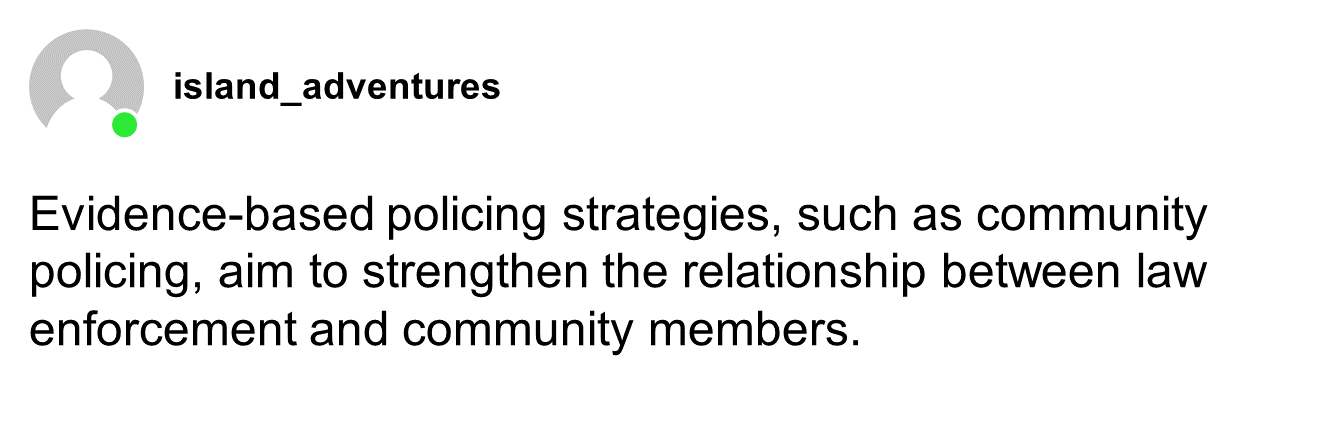 island_adventures
Evidence-based policing strategies, such as community
policing, aim to strengthen the relationship between law
enforcement and community members.